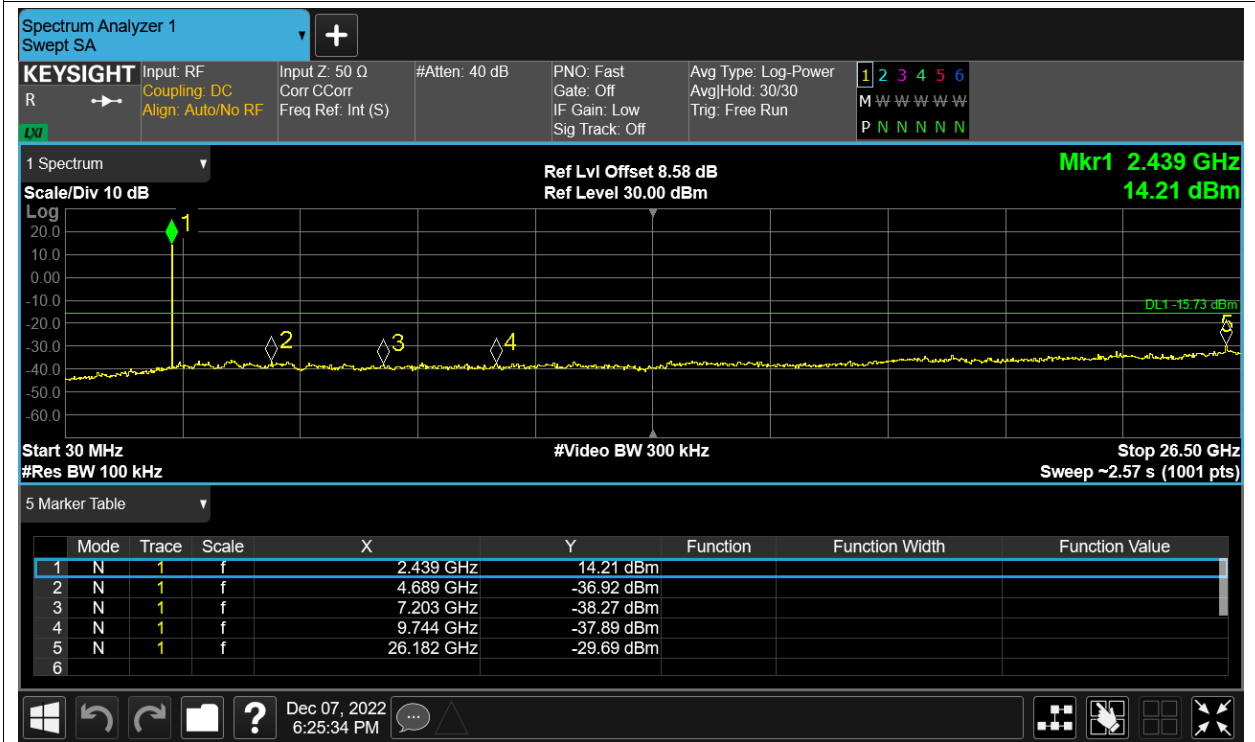 Spectrum Analyzer 1
Swept SA
+
KEYSIGHT
R
LXI
Input: RF
Coupling: DC
Align: Auto/No RF
Input Z: 50 Ω
Corr CCorr
Freq Ref: Int (S)
#Atten: 40 dB
PNO: Fast
Gate: Off
IF Gain: Low
Sig Track: Off
Avg Type: Log-Power
Avg|Hold: 30/30
Trig: Free Run
1 2 3 4 5 6
M W W W W W
P N N N N N
1 Spectrum
Scale/Div 10 dB
Ref Lvl Offset 8.58 dB
Ref Level 30.00 dBm
Mkr1 2.439 GHz
14.21 dBm
Log
20.0
10.0
0.00
-10.0
-20.0
-30.0
-40.0
-50.0
-60.0
1
2
3
4
5
DL1 -15.73 dBm
Start 30 MHz
#Res BW 100 kHz
#Video BW 300 kHz
Stop 26.50 GHz
Sweep ~2.57 s (1001 pts)
5 Marker Table
Mode Trace Scale X Y Function Function Width Function Value
1 N 1 f 2.439 GHz 14.21 dBm
2 N 1 f 4.689 GHz -36.92 dBm
3 N 1 f 7.203 GHz -38.27 dBm
4 N 1 f 9.744 GHz -37.89 dBm
5 N 1 f 26.182 GHz -29.69 dBm
6
?
Dec 07, 2022
6:25:34 PM